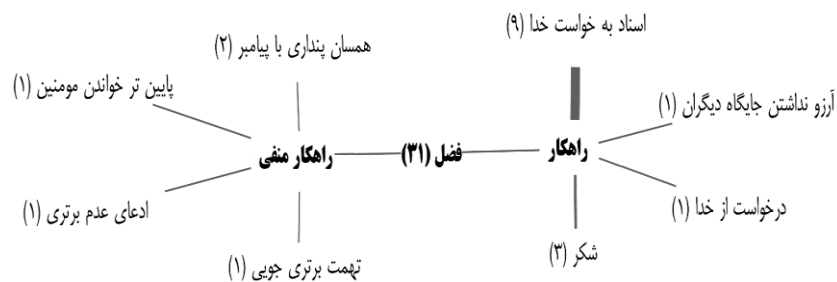 اسناد به خواست خدا (۹)
همسان پنداری با پیامبر (۲)
پایین تر خواندن مومنین (۱)
آرزو نداشتن جایگاه دیگران (۱)
راهکار
فضل (۳۱)
راهکار منفی
درخواست از خدا (۱)
ادعای عدم برتری (۱)
شکر (۳)
تهمت برتری جویی (۱)